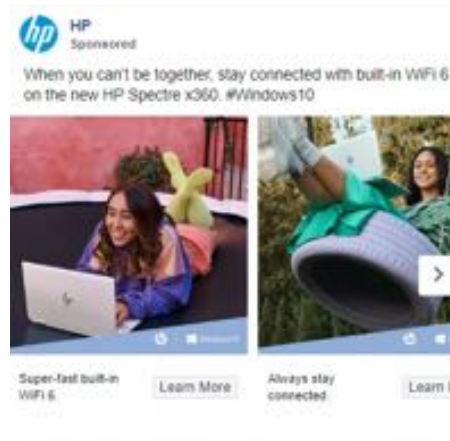 hp
HP
Sponsored
When you can't be together, stay connected with built-in WiFi 6
on the new HP Spectre x360. #Windows10
Super-fast built-in
WiFi 6.
Learn More
Always stay
connected.
Learn